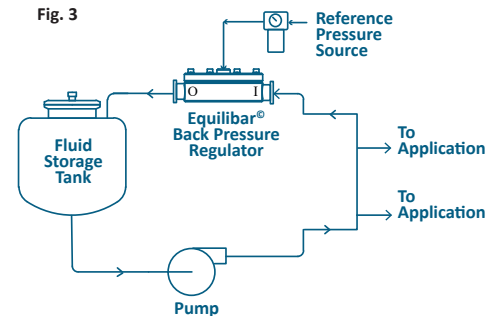 Fig. 3
Reference
Pressure
Source
O
I
Equilibar©
Back Pressure
Regulator
Fluid
Storage
Tank
To
Application
To
Application
Pump